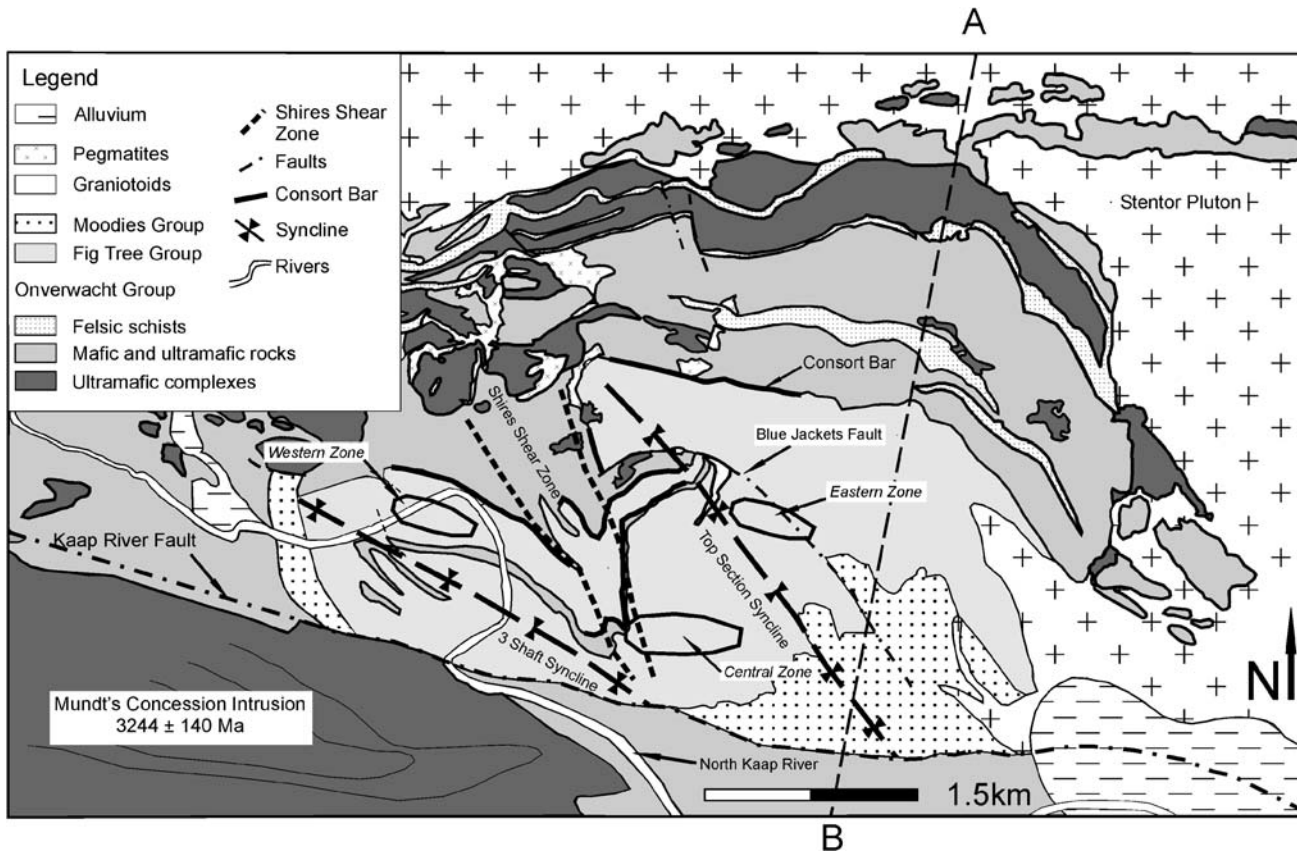 A
Legend
Alluvium
Pegmatites
Graniotoids
Moodies Group
Fig Tree Group
Onverwacht Group
Felsic schists
Mafic and ultramafic rocks
Ultramafic complexes
Shires Shear
Zone
Faults
Consort Bar
Syncline
Rivers
Stentor Pluton
Consort Bar
Shires Shear Zone
Blue Jackets Fault
Western Zone
Eastern Zone
Kaap River Fault
Top Section Syncline
3 Shaft Syncline
Central Zone
N
Mundt's Concession Intrusion
3244 ± 140 Ma
North Kaap River
1.5km
B